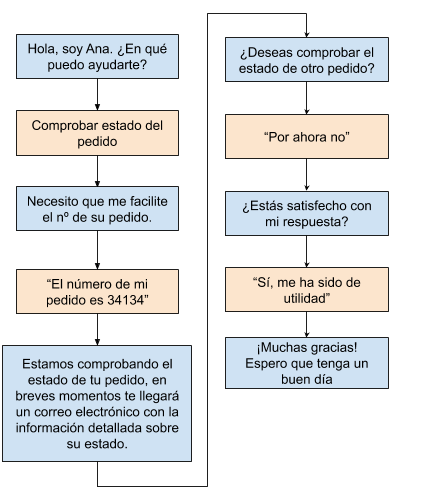 Hola, soy Ana. ¿En qué
puedo ayudarte?
Comprobar estado del
pedido
Necesito que me facilite
el nº de su pedido.
“El número de mi
pedido es 34134”
Estamos comprobando el
estado de tu pedido, en
breves momentos te llegará
un correo electrónico con la
información detallada sobre
su estado.
¿Deseas comprobar el
estado de otro pedido?
“Por ahora no”
¿Estás satisfecho con
mi respuesta?
“Sí, me ha sido de
utilidad”
¡Muchas gracias!
Espero que tenga un
buen día